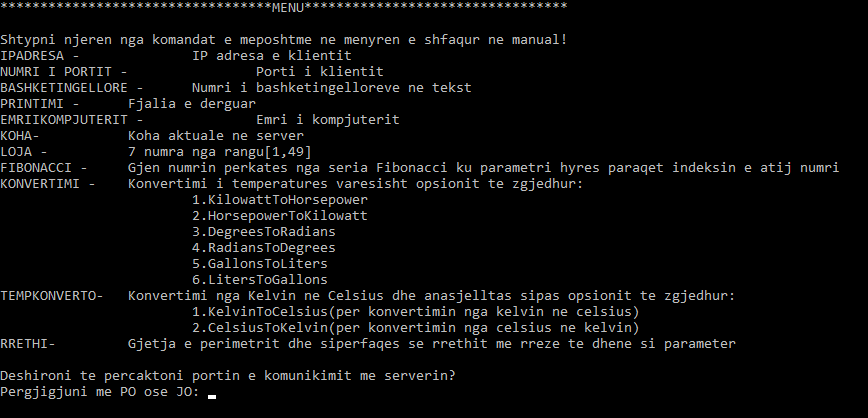 **********************************MENU*********************************
Shtypni njeren nga komandat e meposhtme ne menyren e shfaqur ne manual!
IPADRESA - IP adresa e klientit
NUMRI I PORTIT - Porti i klientit
BASHKETINGELLORE - Numri i bashketingelloreve ne tekst
PRINTIMI - Fjalia e derguar
EMRIIKOMPJUTERIT - Emri i kompjuterit
KOHA- Koha aktuale ne server
LOJA - 7 numra nga rangu[1,49]
FIBONACCI - Gjen numrin perkates nga seria Fibonacci ku parametri hyres paraqet indeksin e atij numri
KONVERTIMI - Konvertimi i temperatures varesisht opsionit te zgjedhur:
1.KilowattToHorsepower
2.HorsepowerToKilowatt
3.DegreesToRadians
4.RadiansToDegrees
5.GallonsToLiters
6.LitersToGallons
TEMPKONVERTO- Konvertimi nga Kelvin ne Celsius dhe anasjelltas sipas opsionit te zgjedhur:
1.KelvinToCelsius(per konvertimin nga kelvin ne celsius)
2.CelsiusToKelvin(per konvertimin nga celsius ne kelvin)
RRETHI- Gjetja e perimetrit dhe siperfaqes se rrethit me rreze te dhene si parameter
Deshironi te percaktoni portin e komunikimit me serverin?
Pergjigjuni me PO ose JO: